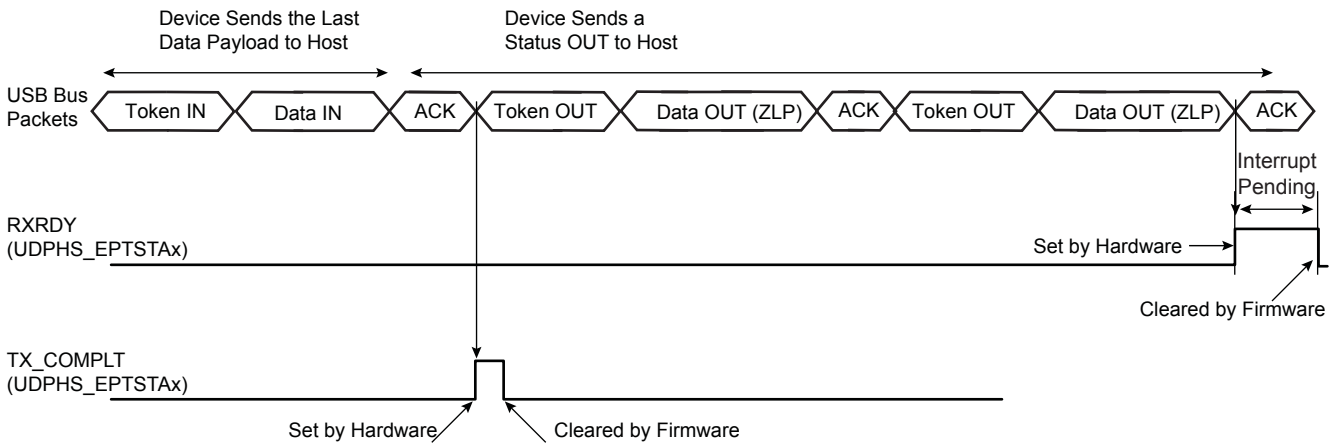 Device Sends the Last
Data Payload to Host
Device Sends a
Status OUT to Host
USB Bus
Packets
Token IN
Data IN
ACK
Token OUT
Data OUT (ZLP)
ACK
Token OUT
Data OUT (ZLP)
ACK
Interrupt
Pending
RXRDY
(UDPHS_EPTSTAx)
Set by Hardware
Cleared by Firmware
TX_COMPLT
(UDPHS_EPTSTAx)
Set by Hardware
Cleared by Firmware